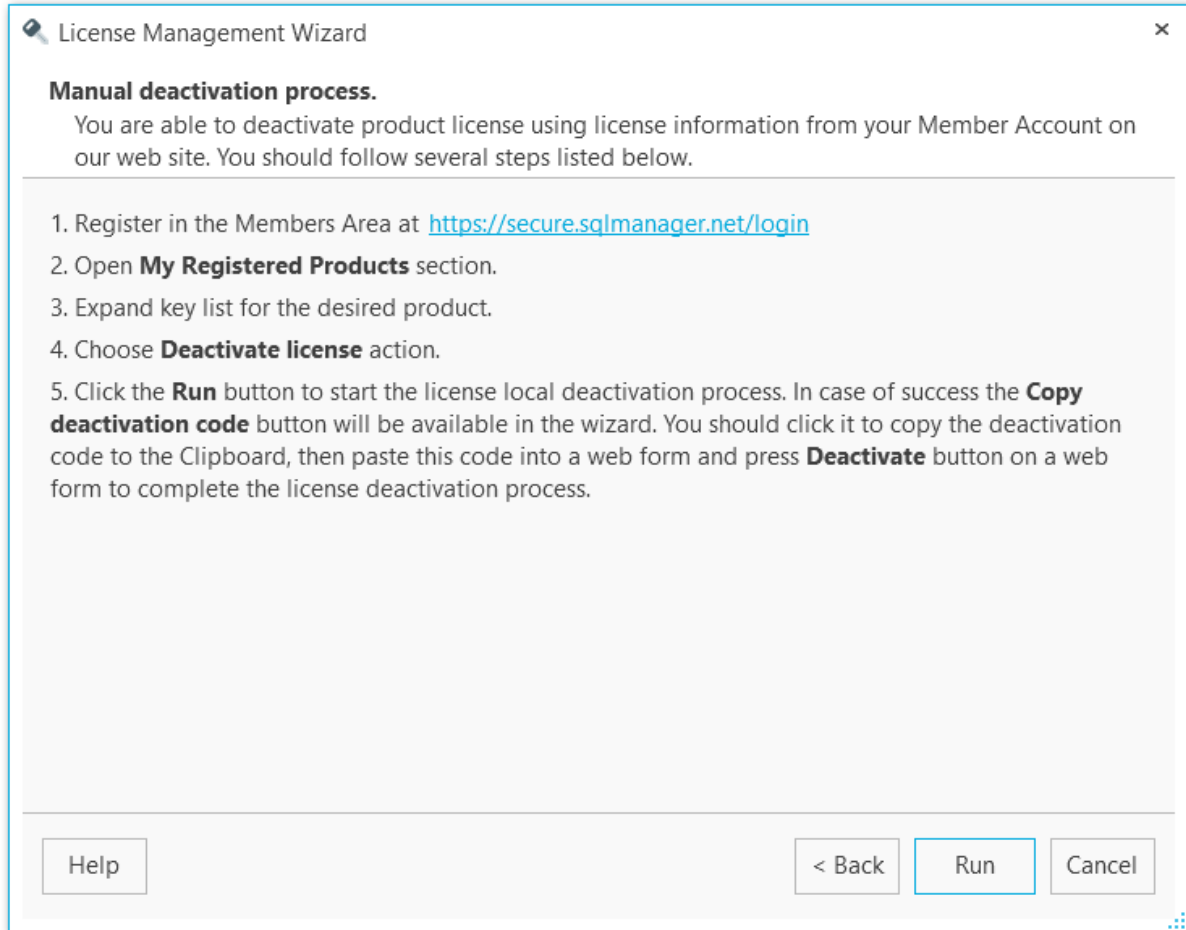 License Management Wizard
Manual deactivation process.
You are able to deactivate product license using license information from your Member Account on
our web site. You should follow several steps listed below.
1. Register in the Members Area at https://secure.sqlmanager.net/login
2. Open My Registered Products section.
3. Expand key list for the desired product.
4. Choose Deactivate license action.
5. Click the Run button to start the license local deactivation process. In case of success the Copy
deactivation code button will be available in the wizard. You should click it to copy the deactivation
code to the Clipboard, then paste this code into a web form and press Deactivate button on a web
form to complete the license deactivation process.
Help
< Back
Run
Cancel